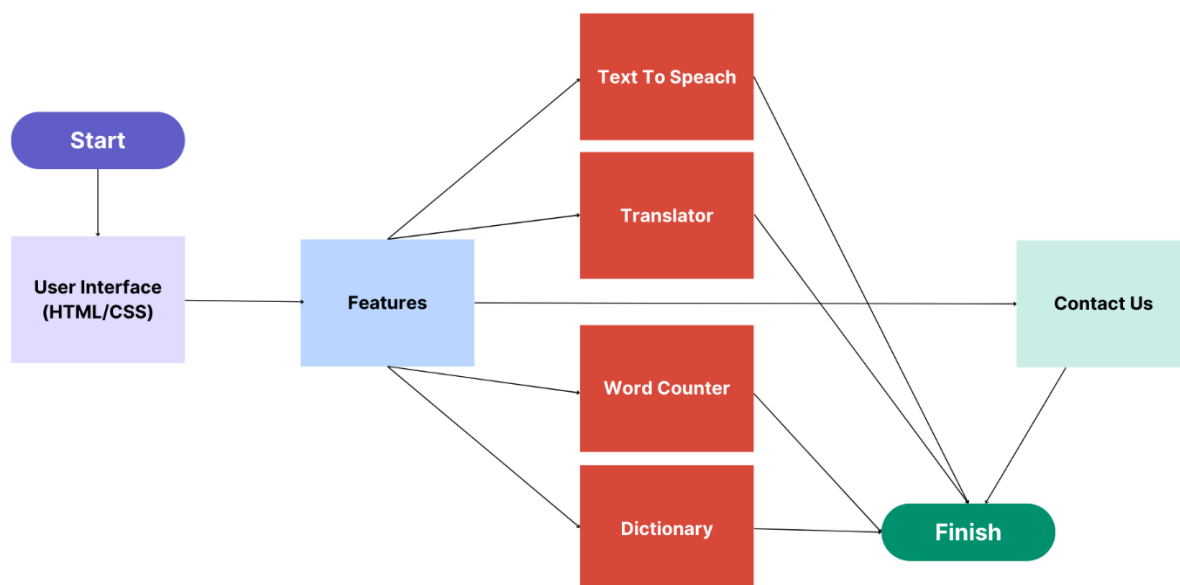 Start
User Interface
(HTML/CSS)
Features
Text To Speach
Translator
Word Counter
Dictionary
Contact Us
Finish